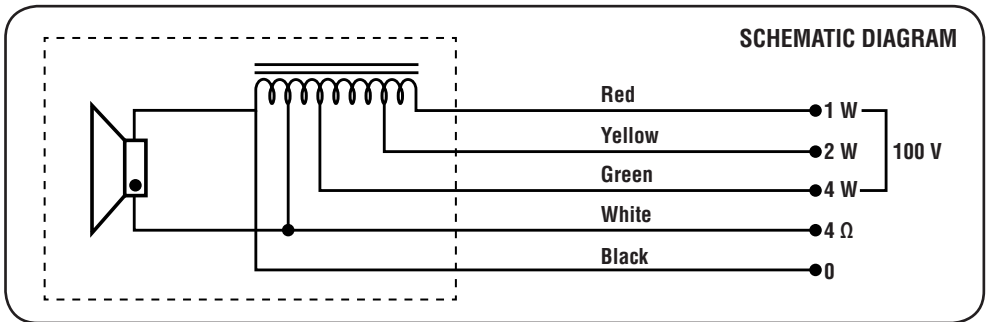 SCHEMATIC DIAGRAM
Red
1 W
Yellow
2 W
100 V
Green
4 W
White
4 Ω
Black
0